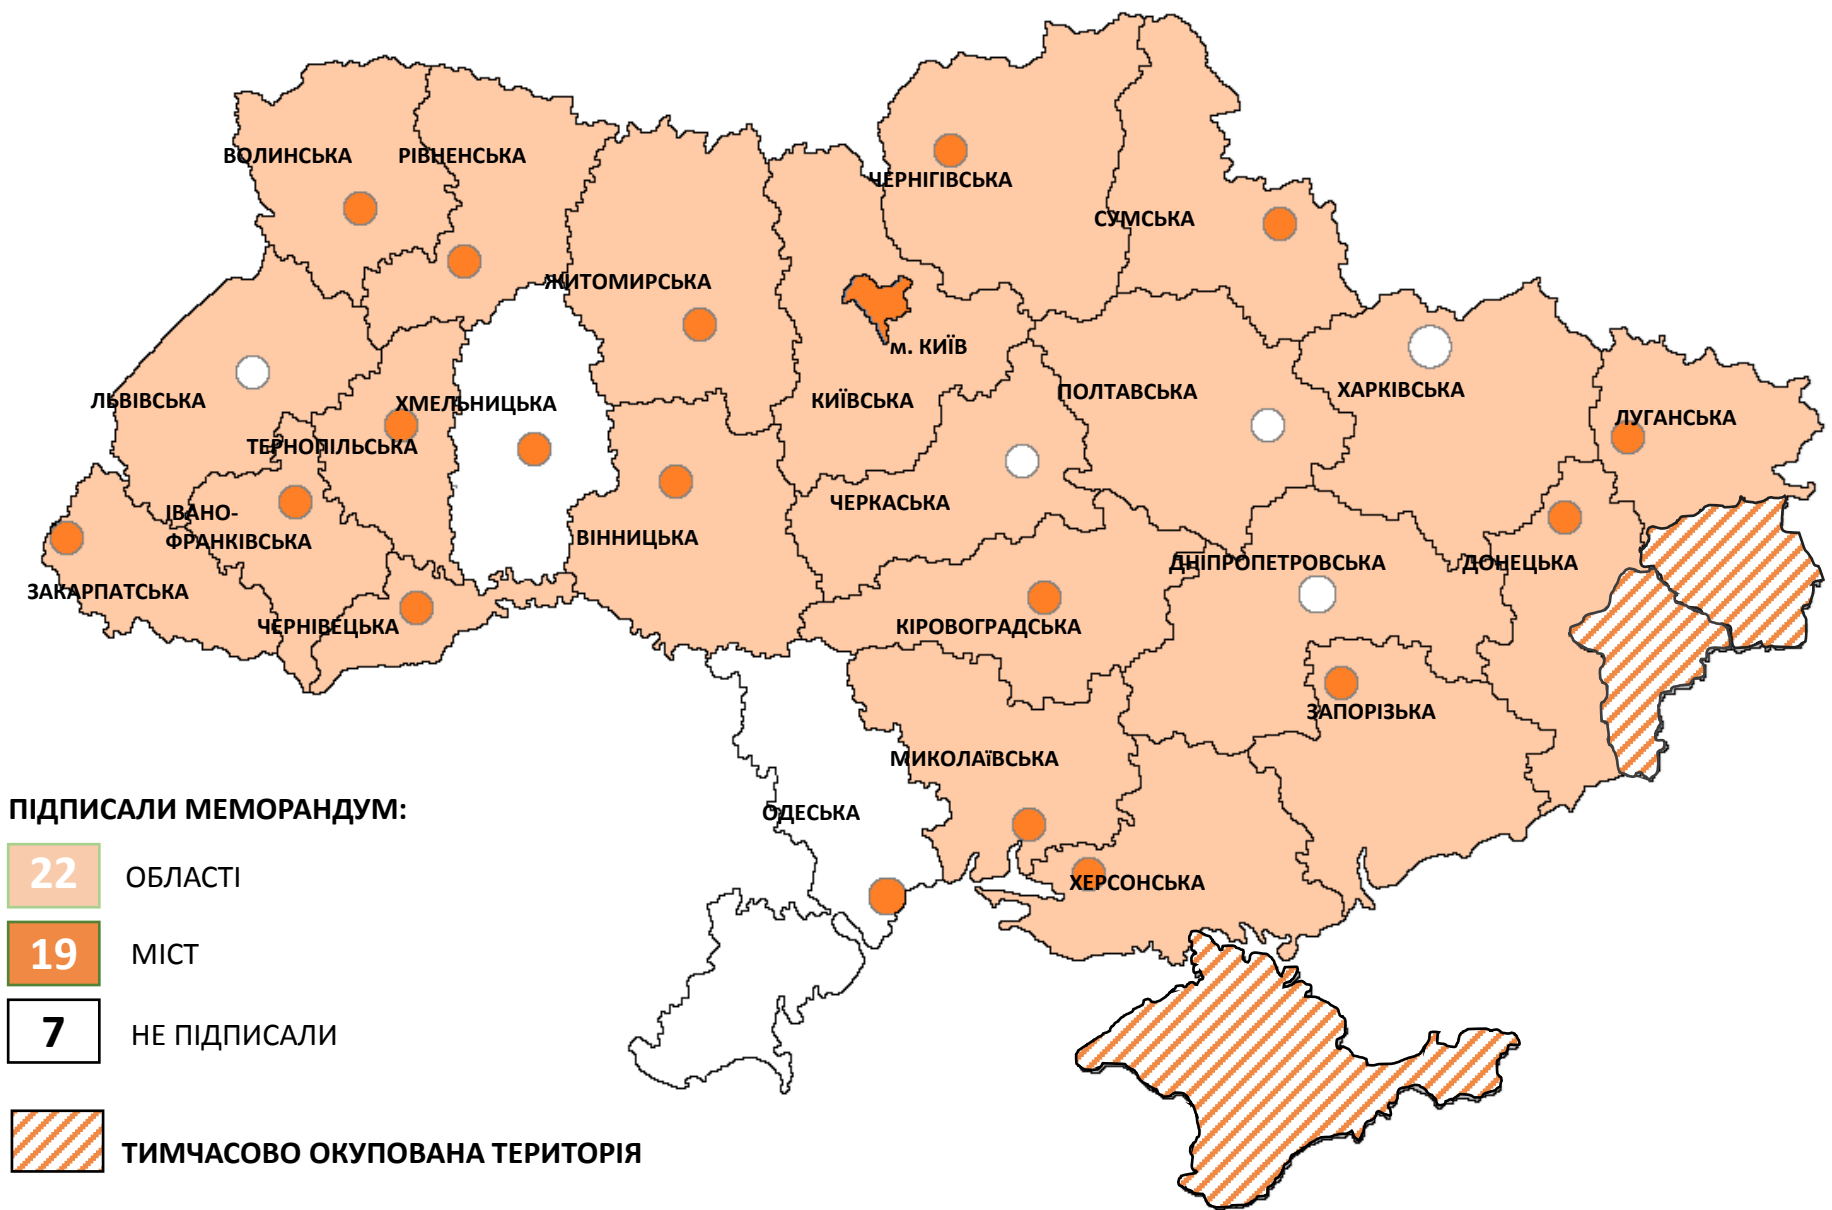 ВОЛИНСЬКА
РІВНЕНСЬКА
ЧЕРНІГІВСЬКА
СУМСЬКА
ЖИТОМИРСЬКА
м. КИЇВ
ЛЬВІВСЬКА
ХМЕЛЬНИЦЬКА
КИЇВСЬКА
ПОЛТАВСЬКА
ХАРКІВСЬКА
ЛУГАНСЬКА
ТЕРНОПІЛЬСЬКА
ЧЕРКАСЬКА
ІВАНО-
ФРАНКІВСЬКА
ВІННИЦЬКА
ДНІПРОПЕТРОВСЬКА
ДОНЕЦЬКА
ЗАКАРПАТСЬКА
ЧЕРНІВЕЦЬКА
КІРОВОГРАДСЬКА
ЗАПОРІЗЬКА
МИКОЛАїВСЬКА
ОДЕСЬКА
ХЕРСОНСЬКА
ПІДПИСАЛИ МЕМОРАНДУМ:
22 ОБЛАСТІ
19 МІСТ
7 НЕ ПІДПИСАЛИ
ТИМЧАСОВО ОКУПОВАНА ТЕРИТОРІЯ